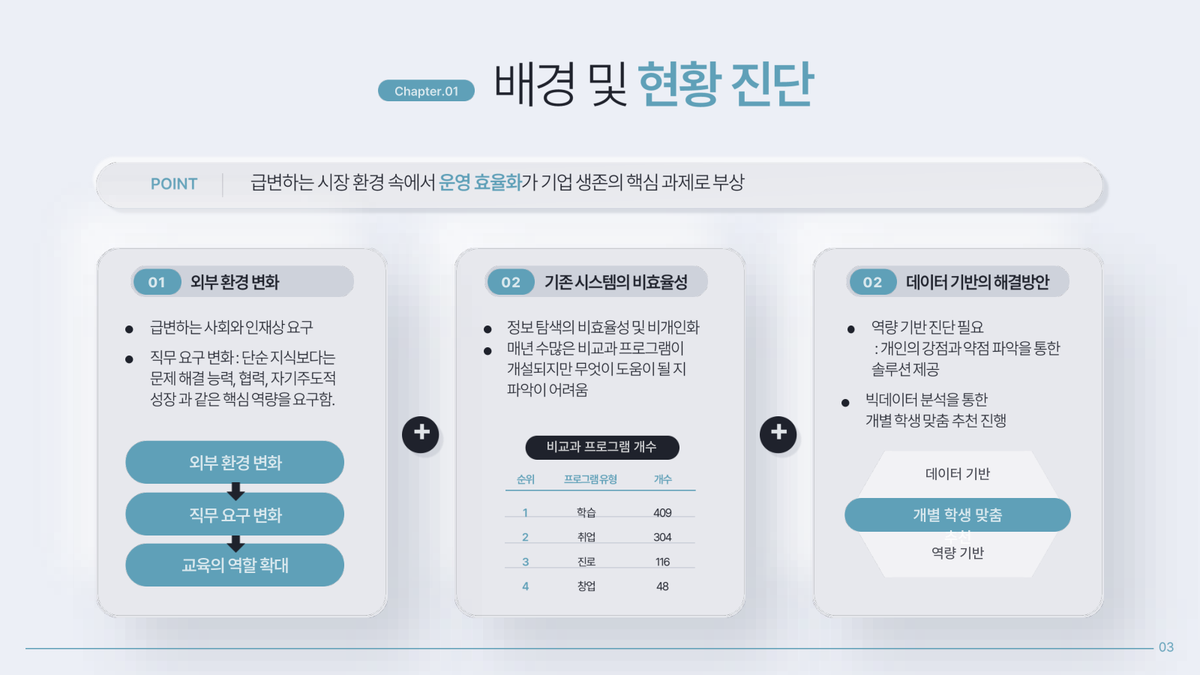 Chapter.01
배경 및 현황 진단
POINT
급변하는 시장 환경 속에서 운영 효율화가 기업 생존의 핵심 과제로 부상
01 외부 환경 변화
● 급변하는 사회와 인재상 요구
● 직무 요구 변화 : 단순 지식보다는
문제 해결 능력, 협력, 자기주도적
성장 과 같은 핵심 역량을 요구함.
외부 환경 변화
직무 요구 변화
교육의 역할 확대
+
02 기존 시스템의 비효율성
● 정보 탐색의 비효율성 및 비개인화
● 매년 수많은 비교과 프로그램이
개설되지만 무엇이 도움이 될 지
파악이 어려움
비교과 프로그램 개수
순위 프로그램 유형 개수
1 학습 409
2 취업 304
3 진로 116
4 창업 48
+
02 데이터 기반의 해결방안
● 역량 기반 진단 필요
: 개인의 강점과 약점 파악을 통한
솔루션 제공
● 빅데이터 분석을 통한
개별 학생 맞춤 추천 진행
데이터 기반
개별 학생 맞춤
추천
역량 기반
03